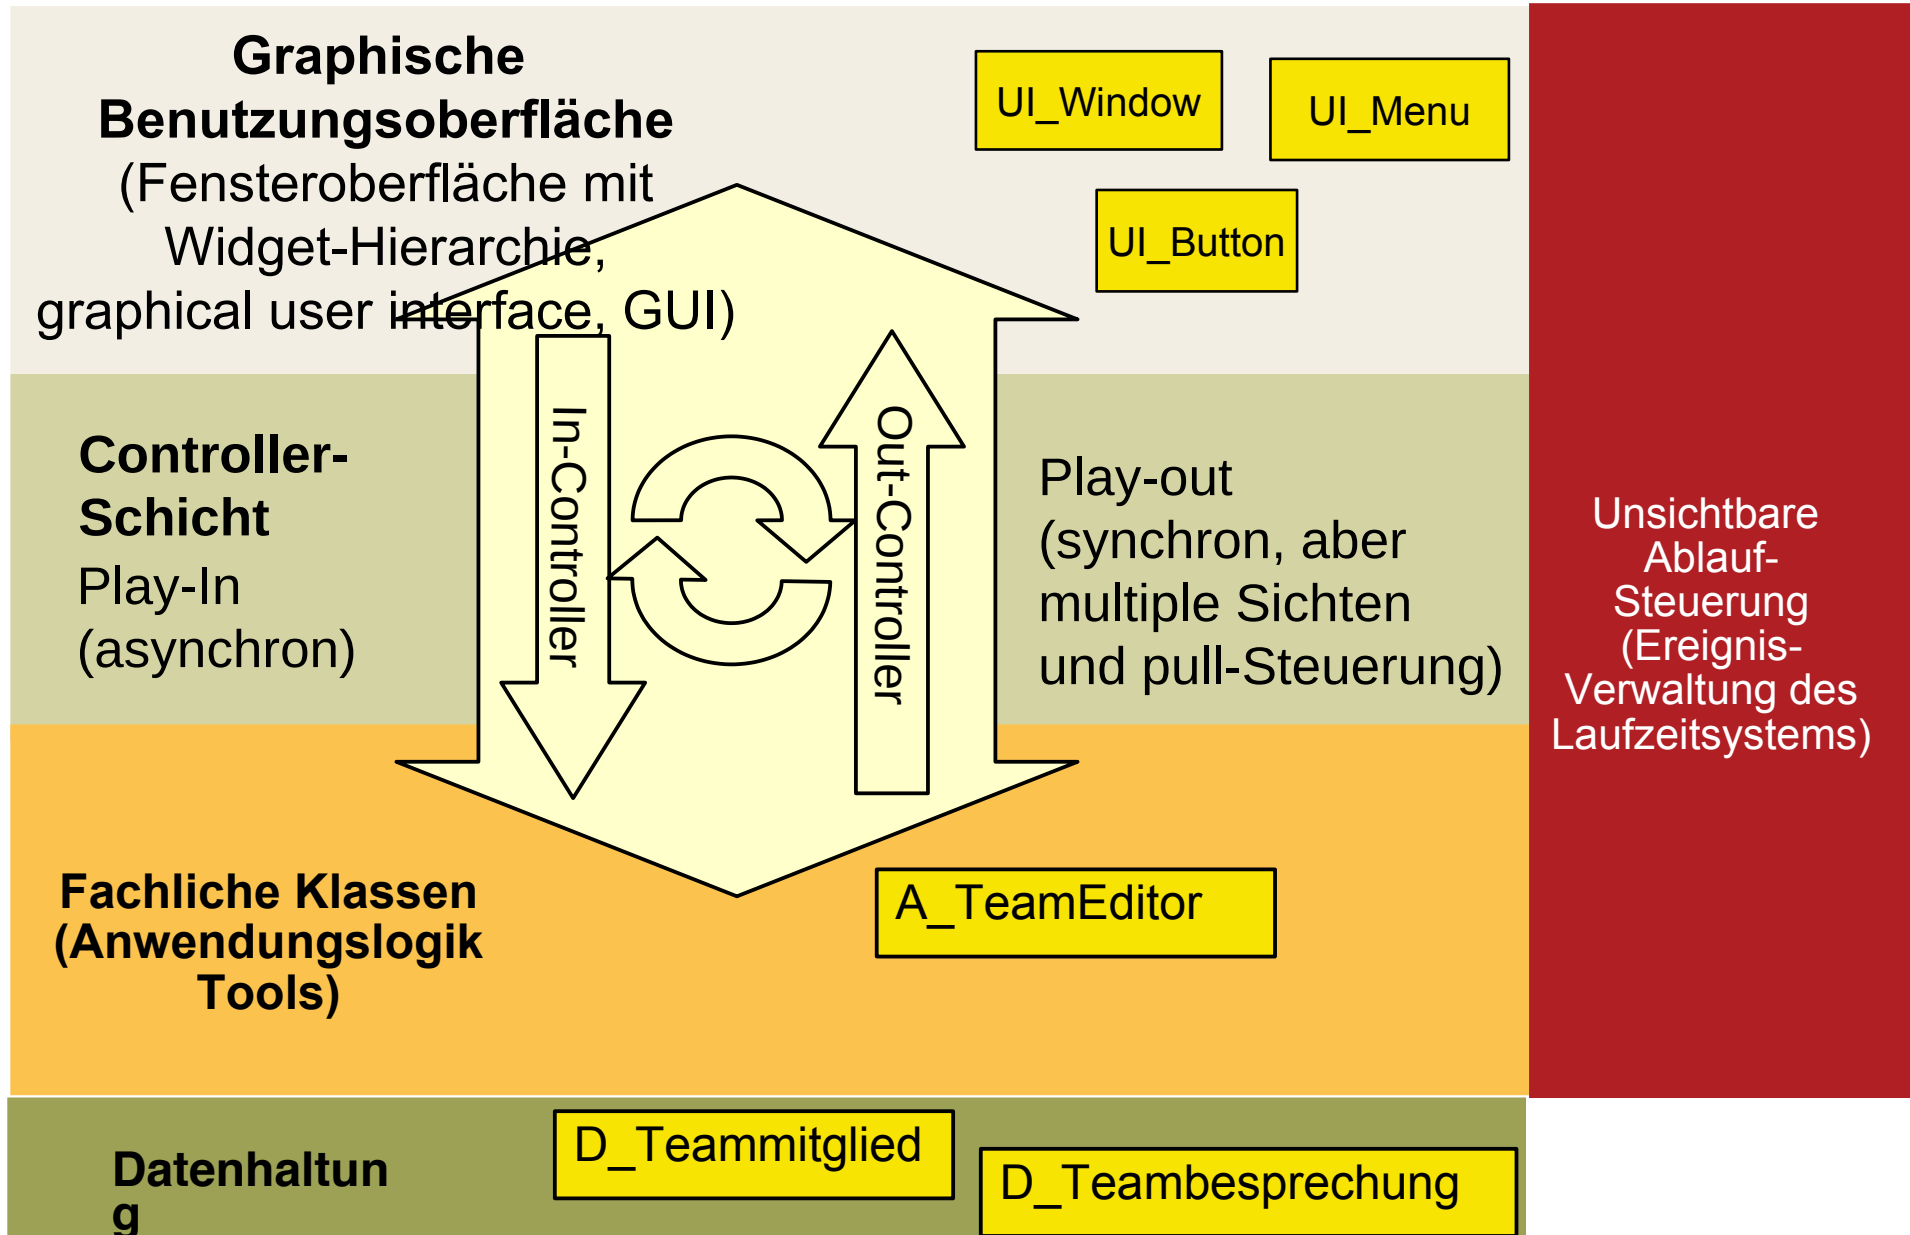 Graphische
Benutzungsoberfläche
(Fensteroberfläche mit
Widget-Hierarchie,
graphical user interface, GUI)
UI_Window
UI_Menu
UI_Button
Controller-
Schicht
Play-In
(asynchron)
In-Controller
Out-Controller
Play-out
(synchron, aber
multiple Sichten
und pull-Steuerung)
Unsichtbare
Ablauf-
Steuerung
(Ereignis-
Verwaltung des
Laufzeitsystems)
Fachliche Klassen
(Anwendungslogik
Tools)
A_TeamEditor
Datenhaltun
g
D_Teammitglied
D_Teambesprechung